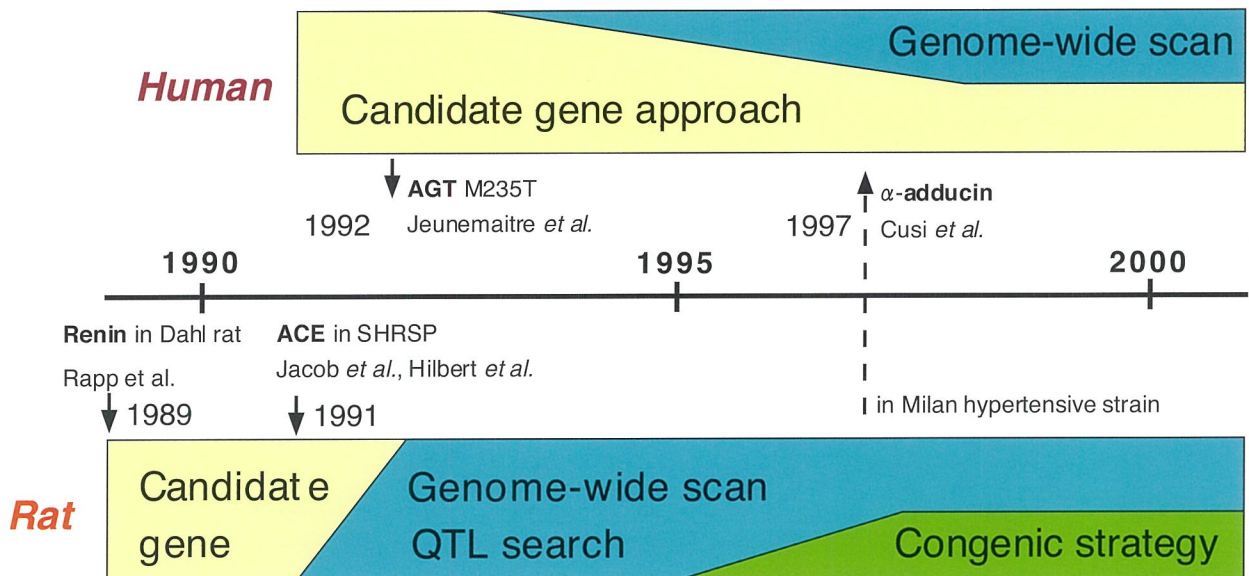 Genome-wide scan
Human
Candidate gene approach
AGT M235T
1992
Jeunemaitre et al.
α-adducin
1997
Cusi et al.
1990
1995
2000
Renin in Dahl rat
ACE in SHRSP
Rapp et al.
Jacob et al., Hilbert et al.
1989
1991
in Milan hypertensive strain
Rat
Candidate
gene
Genome-wide scan
QTL search
Congenic strategy